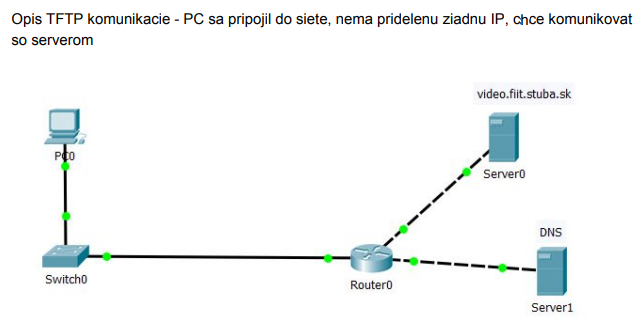 Opis TFTP komunikacie - PC sa pripojil do siete, nema pridelenu ziadnu IP, chce komunikovat
so serverom
video.fiit.stuba.sk
PC0
Server0
DNS
Switch0
Router0
Server1